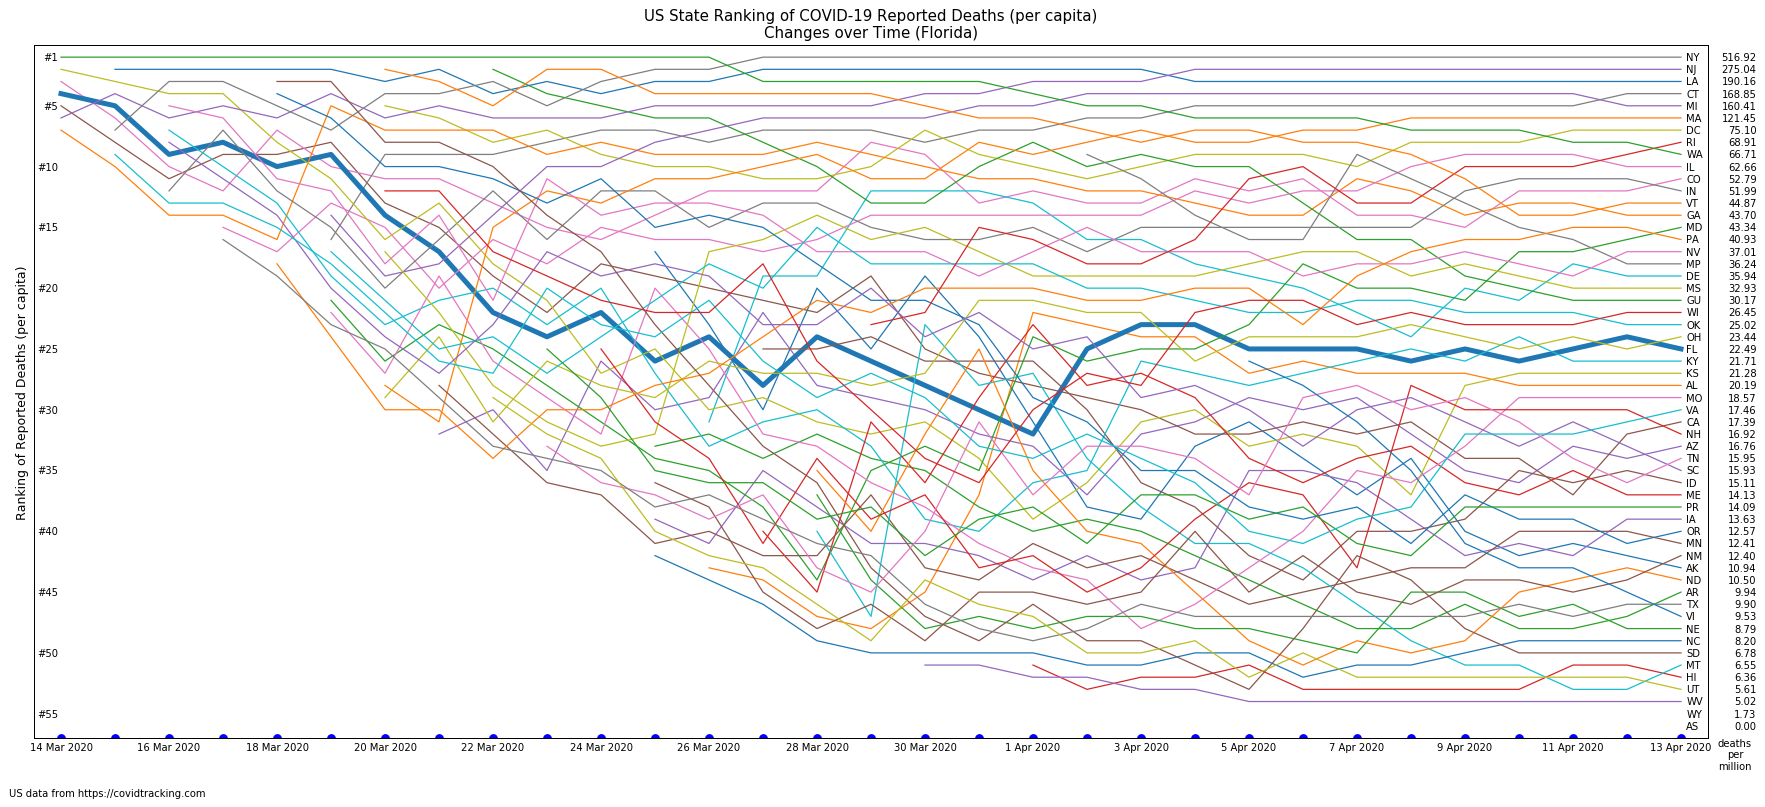 US State Ranking of COVID-19 Reported Deaths (per capita)
Changes over Time (Florida)
Ranking of Reported Deaths (per capita)
#1
#5
#10
#15
#20
#25
#30
#35
#40
#45
#50
#55
NY 516.92
NJ 275.04
LA 190.16
CT 168.85
MI 160.41
MA 121.45
DC 75.10
RI 68.91
WA 66.71
IL 62.66
CO 52.79
IN 51.99
VT 44.87
GA 43.70
MD 43.34
PA 40.93
NV 37.01
MP 36.24
DE 35.94
MS 32.93
GU 30.17
WI 26.45
OK 25.02
OH 23.44
FL 22.49
KY 21.71
KS 21.28
AL 20.19
MO 18.57
VA 17.46
CA 17.39
NH 16.92
AZ 16.76
TN 15.95
SC 15.93
ID 15.11
ME 14.13
PR 14.09
IA 13.63
OR 12.57
MN 12.41
NM 12.40
AK 10.94
ND 10.50
AR 9.94
TX 9.90
VI 9.53
NE 8.79
NC 8.20
SD 6.78
MT 6.55
HI 6.36
UT 5.61
WV 5.02
WY 1.73
AS 0.00
14 Mar 2020 16 Mar 2020 18 Mar 2020 20 Mar 2020 22 Mar 2020 24 Mar 2020 26 Mar 2020 28 Mar 2020 30 Mar 2020 1 Apr 2020 3 Apr 2020 5 Apr 2020 7 Apr 2020 9 Apr 2020 11 Apr 2020 13 Apr 2020
deaths
per
million
US data from https://covidtracking.com